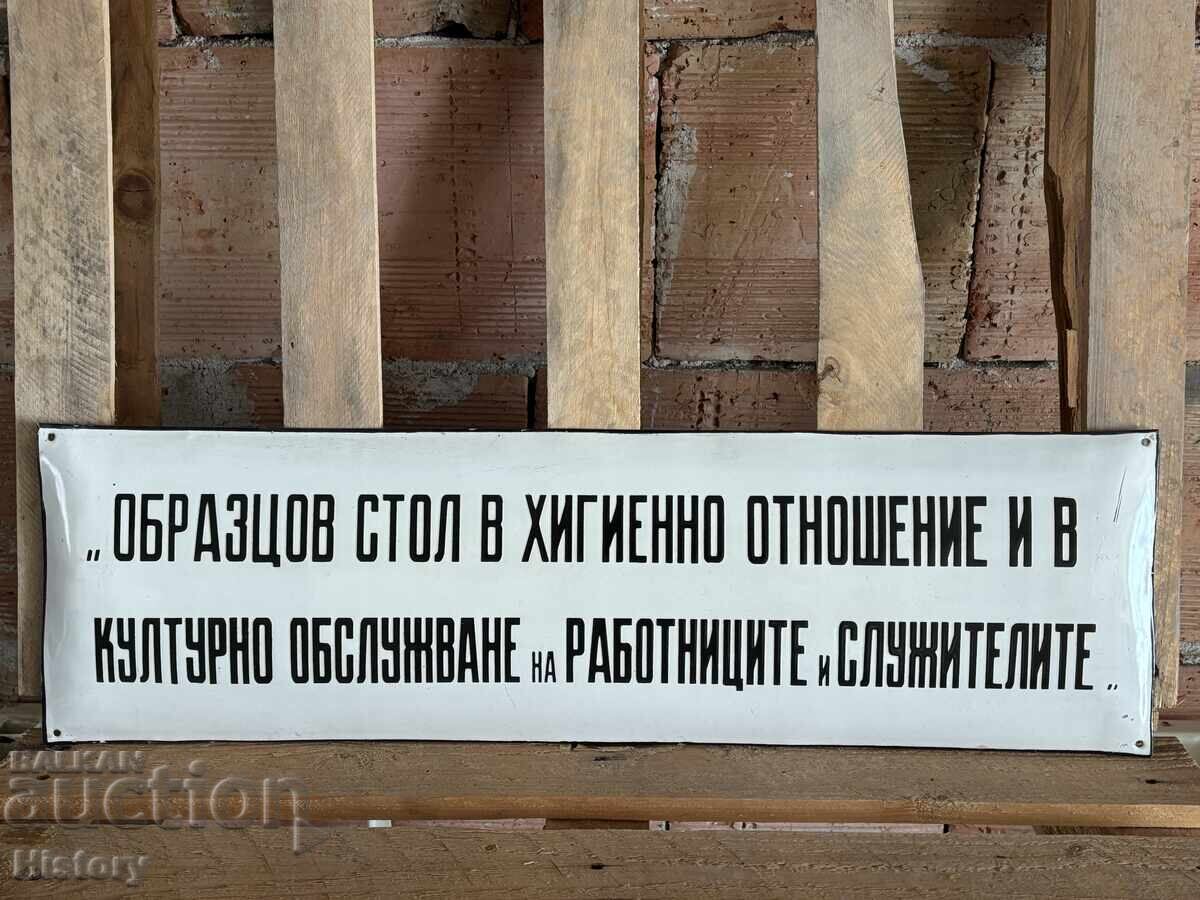 „ ОБРАЗЦОВ СТОЛ В ХИГИЕННО ОТНОШЕНИЕ И В
КУЛТУРНО ОБСЛУЖВАНЕ НА РАБОТНИЦИТЕ И СЛУЖИТЕЛИТЕ „
BALKAN
auction
History